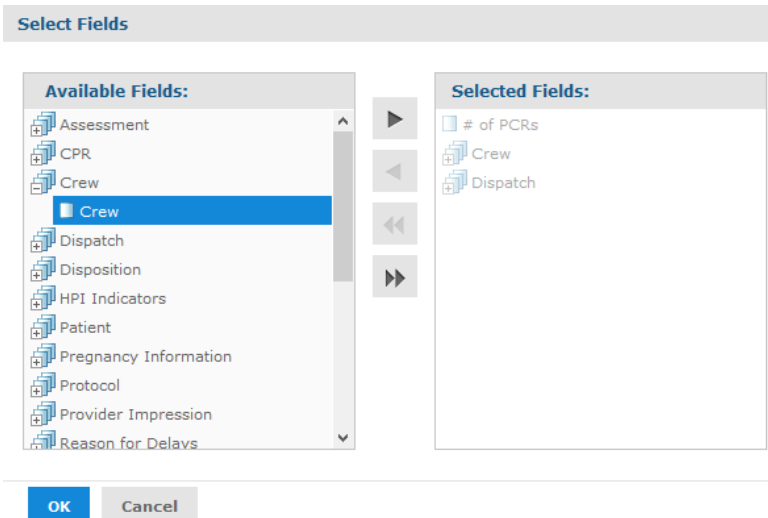 Select Fields
Available Fields:
Assessment
CPR
Crew
Crew
Dispatch
Disposition
HPI Indicators
Patient
Pregnancy Information
Protocol
Provider Impression
Reason for Delays
Selected Fields:
# of PCRs
Crew
Dispatch
OK
Cancel